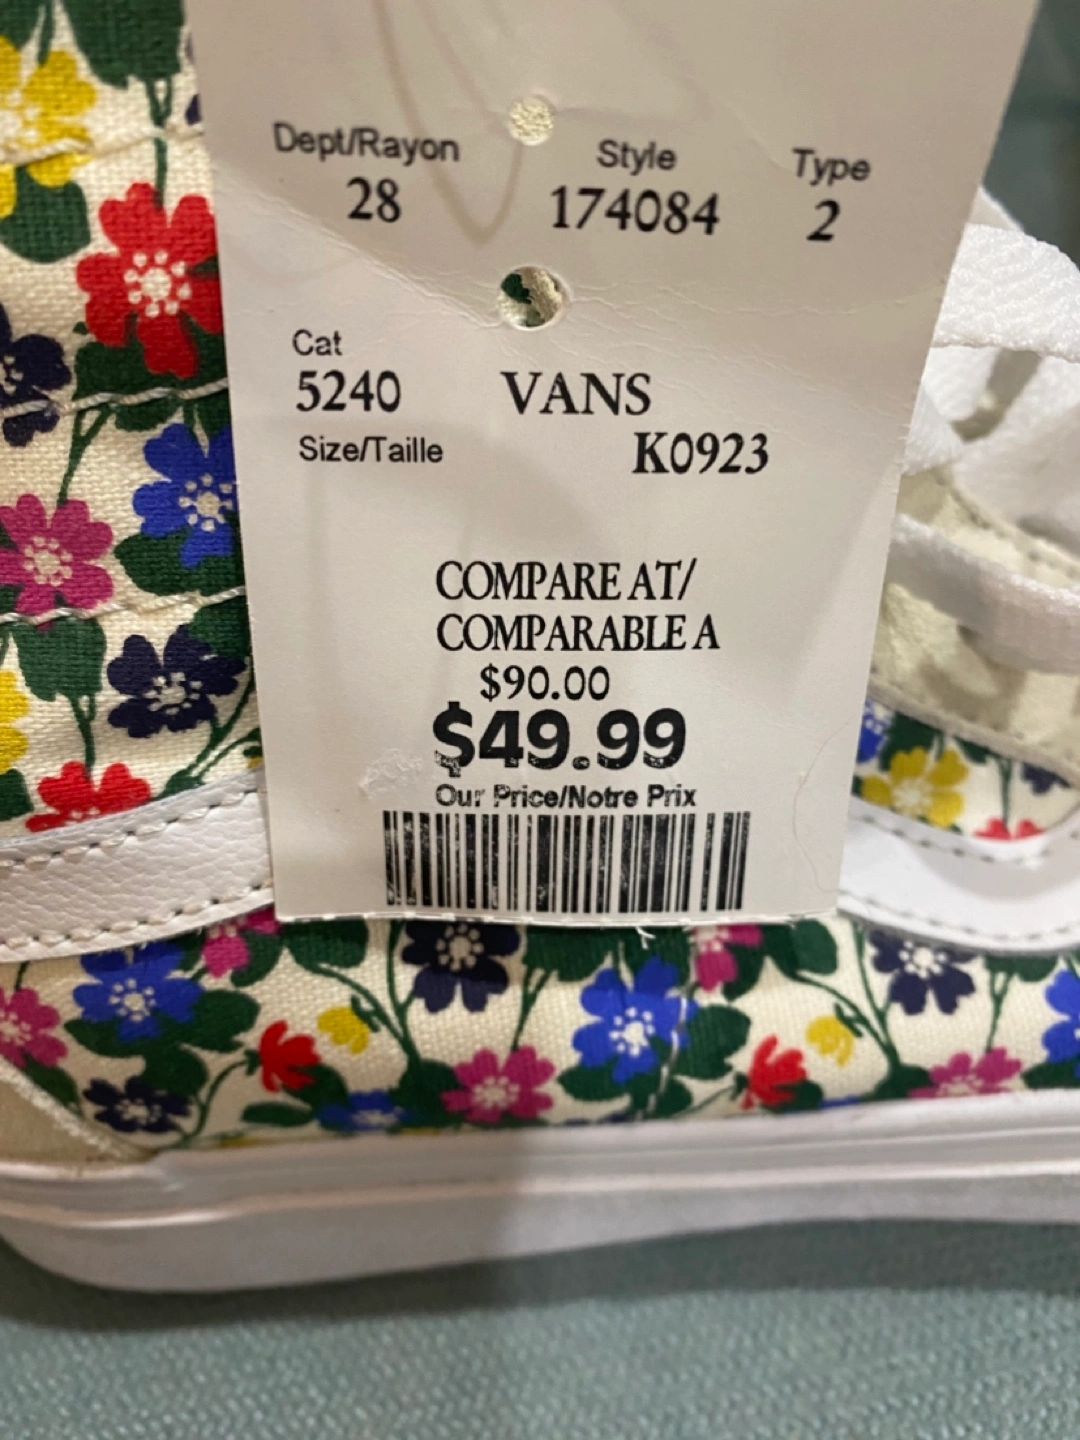 Dept/Rayon Style Type
28 174084 2
Cat
5240 VANS
Size/Taille K0923
COMPARE AT/
COMPARABLE A
$90.00
$49.99
Our Price/Notre Prix